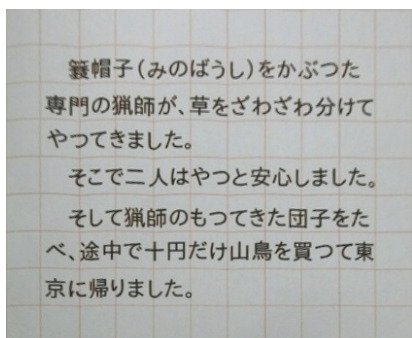 簑帽子(みのばうし)をかぶつた
専門の猟師が、草をざわざわ分けて
やつてきました。
そこで二人はやつと安心しました。
そして猟師のもつてきた団子をた
べ、途中で十円だけ山鳥を買つて東
京に帰りました。